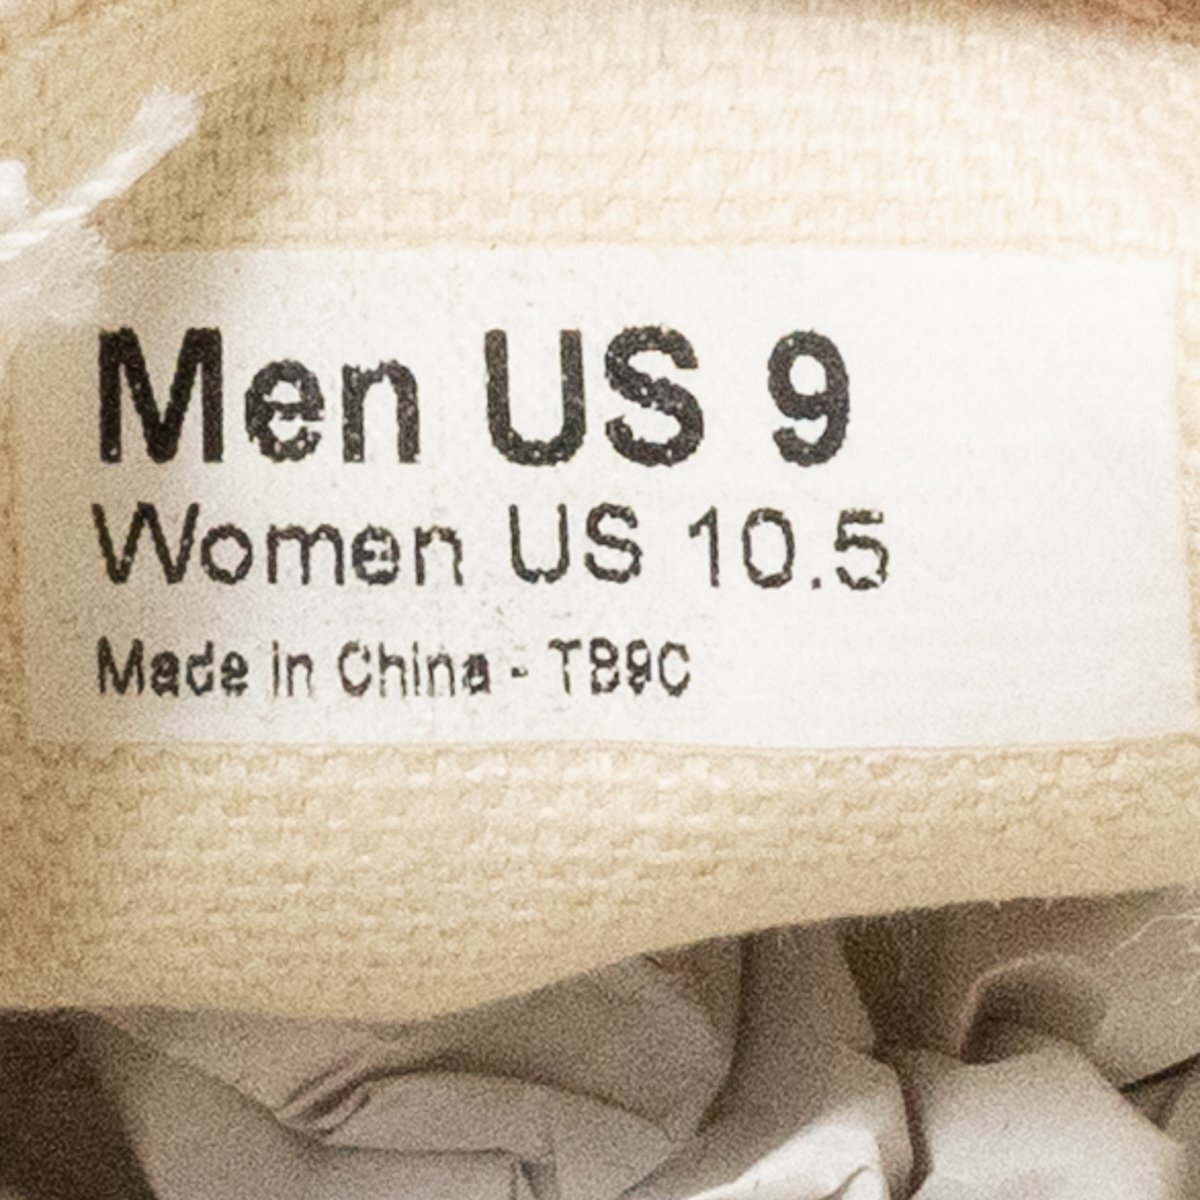 Men US 9
Women US 10.5
Made in China - TB9C